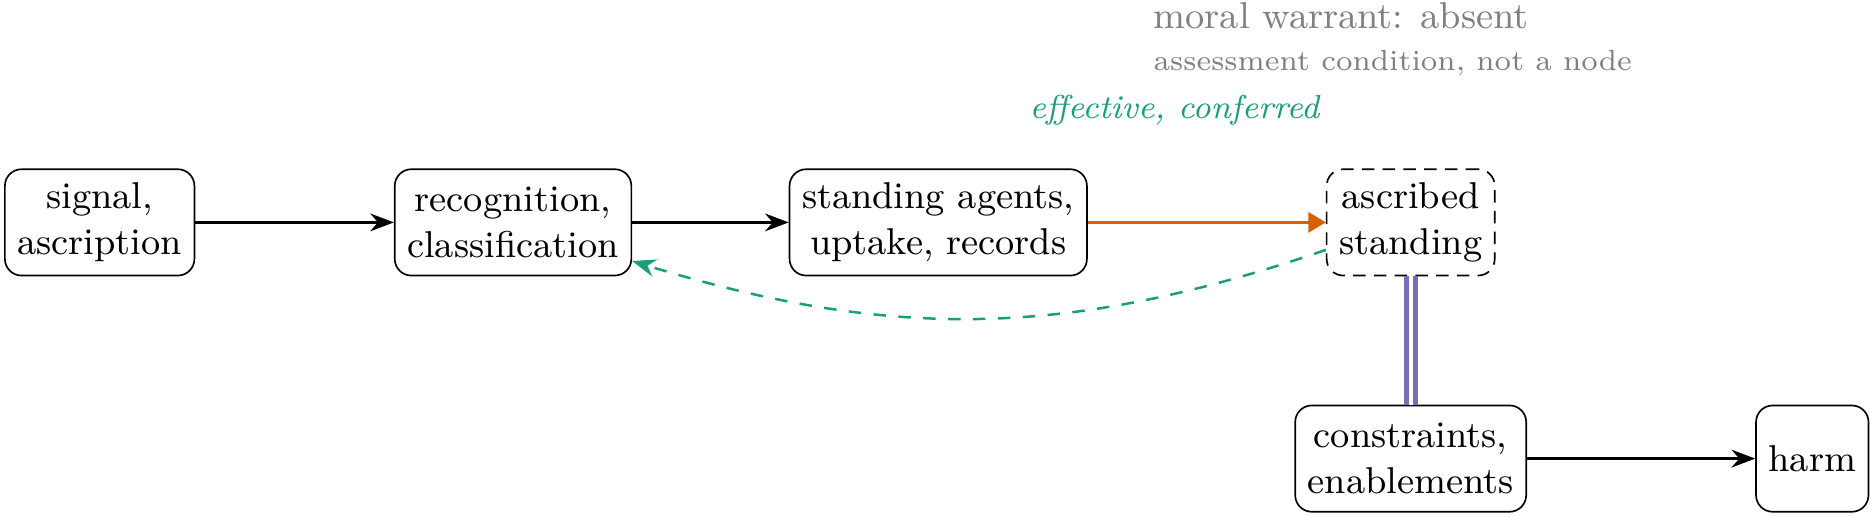 moral warrant: absent
assessment condition, not a node
effective, conferred
signal,
ascription
recognition,
classification
standing agents,
uptake, records
ascribed
standing
constraints,
enablements
harm